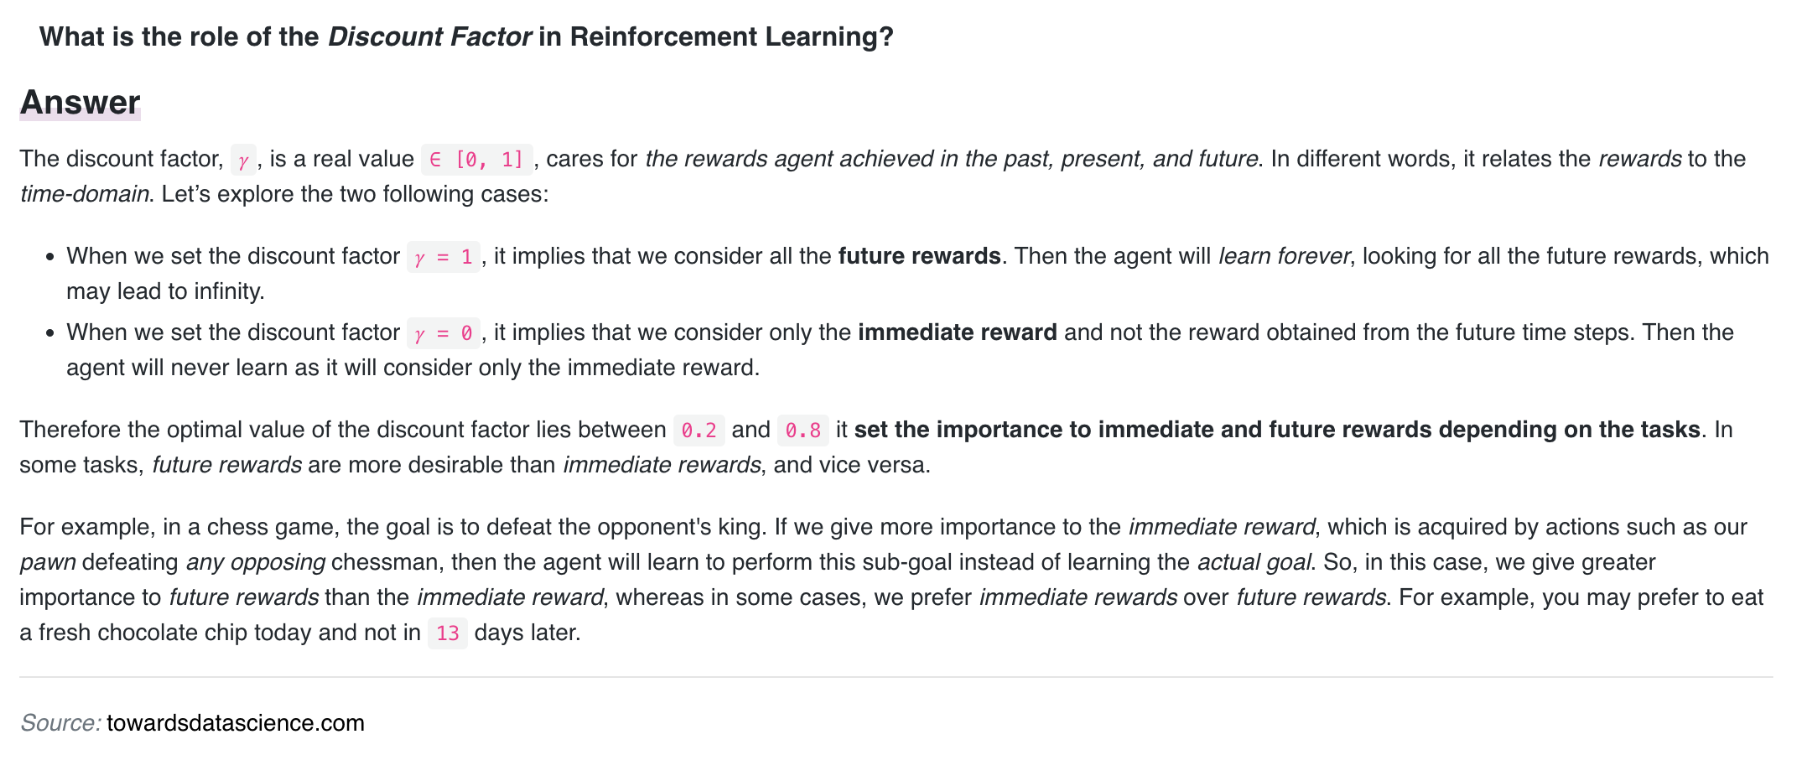 What is the role of the Discount Factor in Reinforcement Learning?
Answer
The discount factor, γ, is a real value ∈ [0, 1], cares for the rewards agent achieved in the past, present, and future. In different words, it relates the rewards to the
time-domain. Let’s explore the two following cases:
• When we set the discount factor γ = 1, it implies that we consider all the future rewards. Then the agent will learn forever, looking for all the future rewards, which
may lead to infinity.
• When we set the discount factor γ = 0, it implies that we consider only the immediate reward and not the reward obtained from the future time steps. Then the
agent will never learn as it will consider only the immediate reward.
Therefore the optimal value of the discount factor lies between 0.2 and 0.8 it set the importance to immediate and future rewards depending on the tasks. In
some tasks, future rewards are more desirable than immediate rewards, and vice versa.
For example, in a chess game, the goal is to defeat the opponent's king. If we give more importance to the immediate reward, which is acquired by actions such as our
pawn defeating any opposing chessman, then the agent will learn to perform this sub-goal instead of learning the actual goal. So, in this case, we give greater
importance to future rewards than the immediate reward, whereas in some cases, we prefer immediate rewards over future rewards. For example, you may prefer to eat
a fresh chocolate chip today and not in 13 days later.
Source: towardsdatascience.com